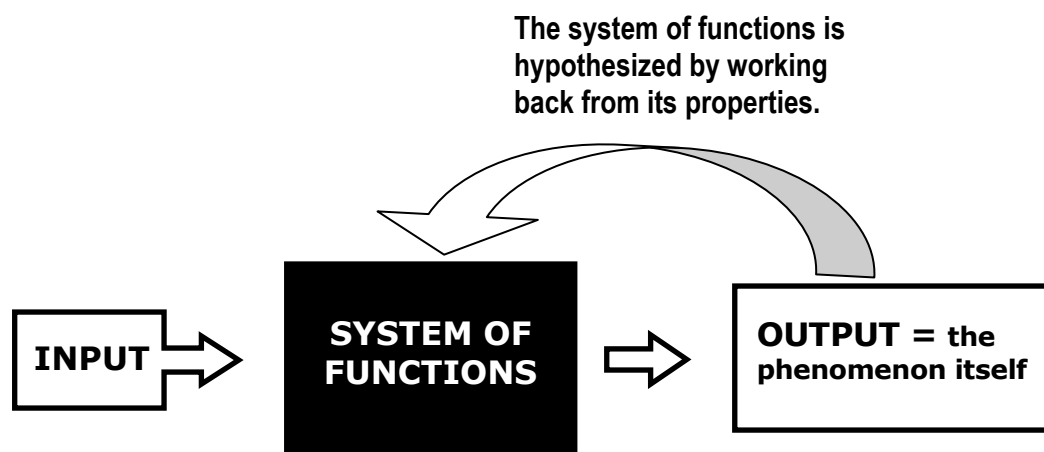 The system of functions is
hypothesized by working
back from its properties.
INPUT
SYSTEM OF
FUNCTIONS
OUTPUT = the
phenomenon itself